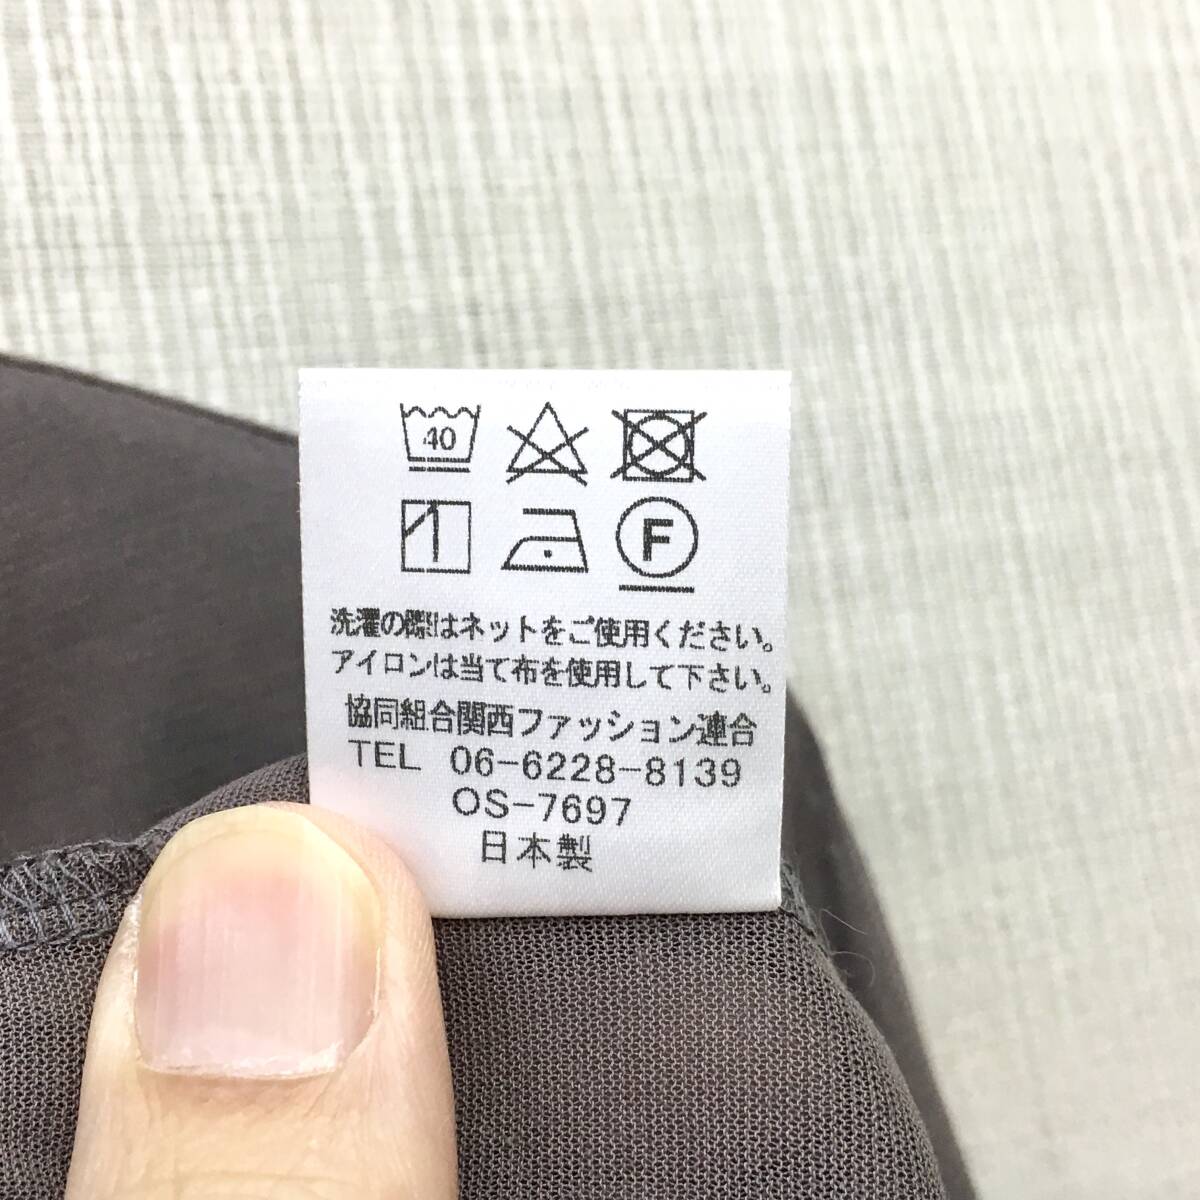 40
F
洗濯の際はネットをご使用ください。
アイロンは当て布を使用して下さい。
協同組合関西ファッション連合
TEL 06-6228-8139
OS-7697
日本製